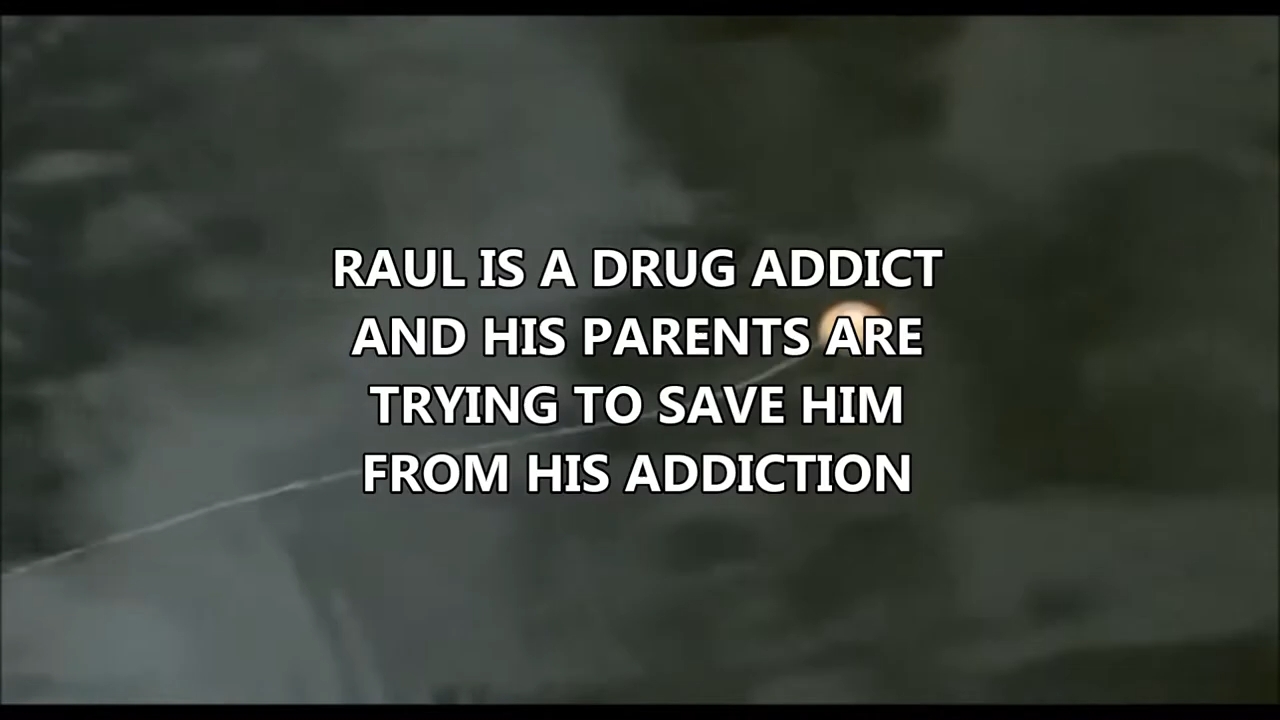 RAUL IS A DRUG ADDICT
AND HIS PARENTS ARE
TRYING TO SAVE HIM
FROM HIS ADDICTION